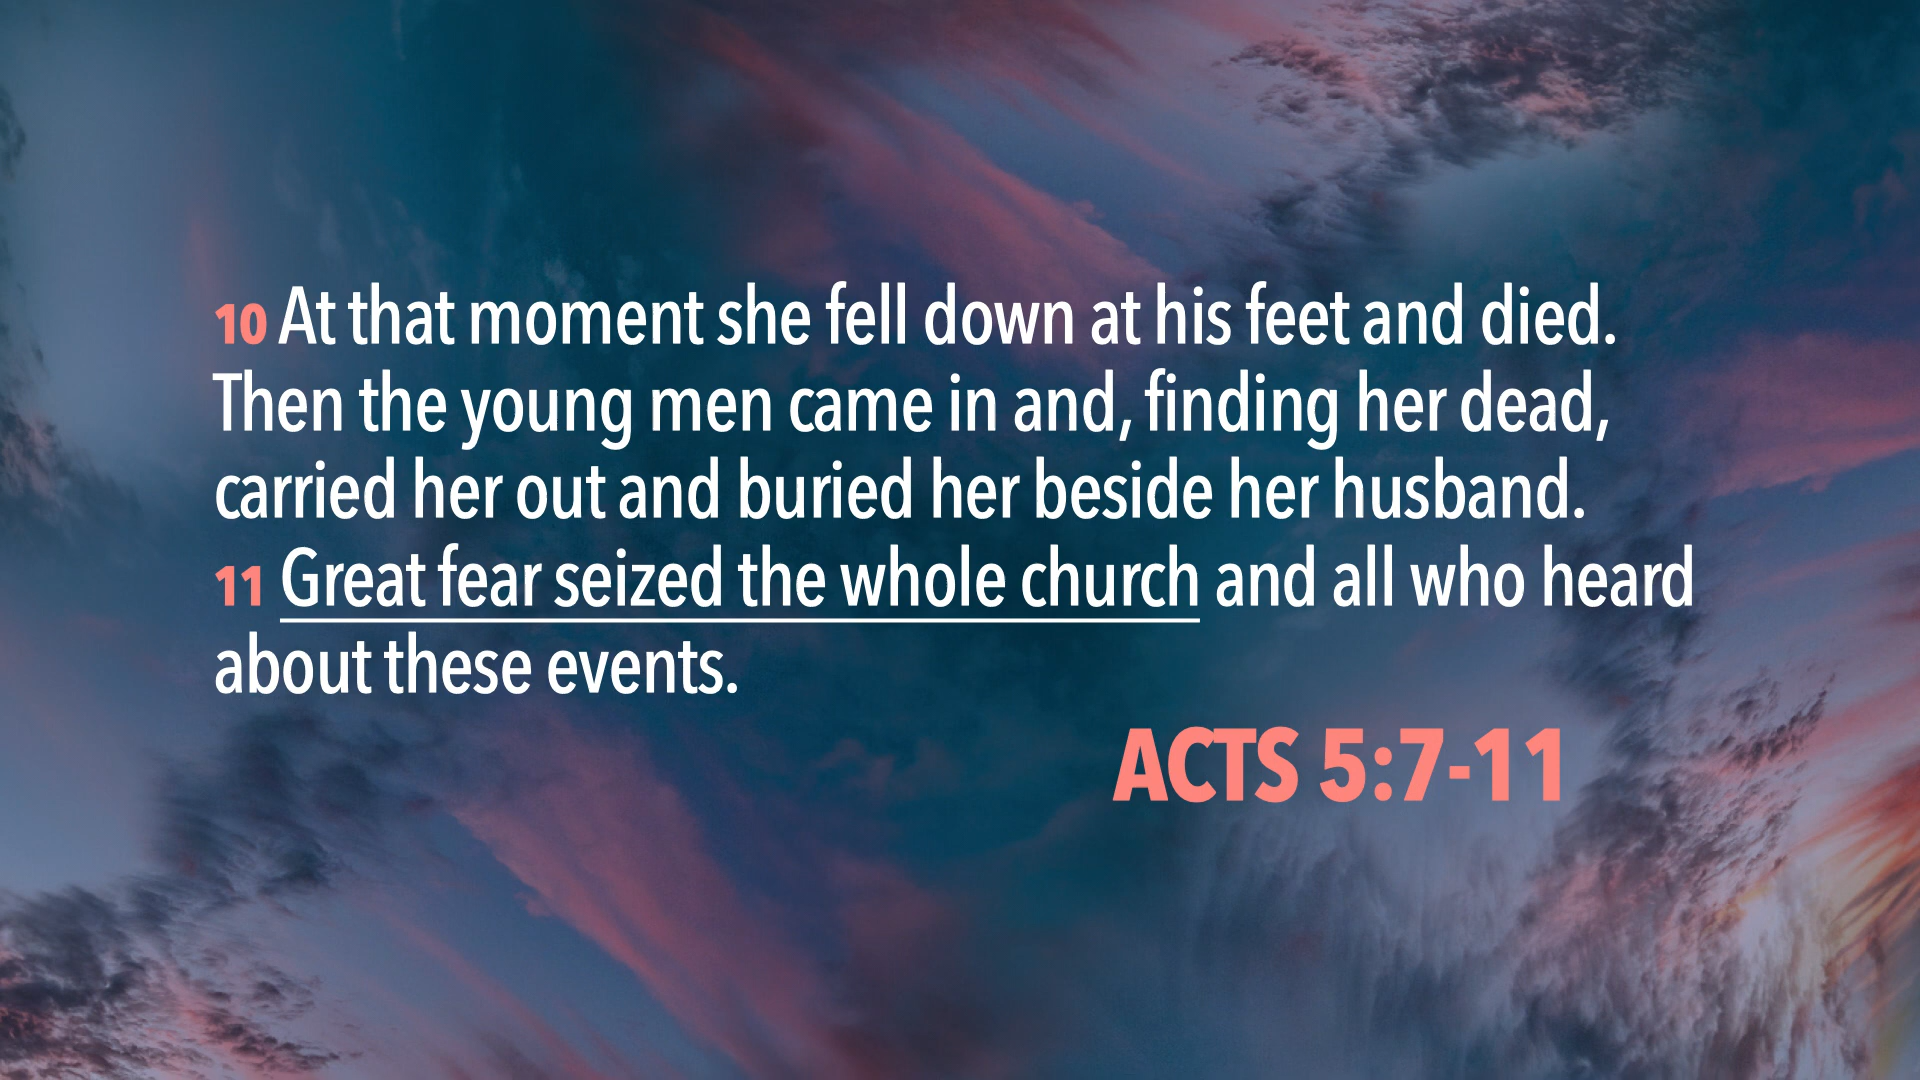 10 At that moment she fell down at his feet and died.
Then the young men came in and, finding her dead,
carried her out and buried her beside her husband.
11 Great fear seized the whole church and all who heard
about these events.
ACTS 5:7-11